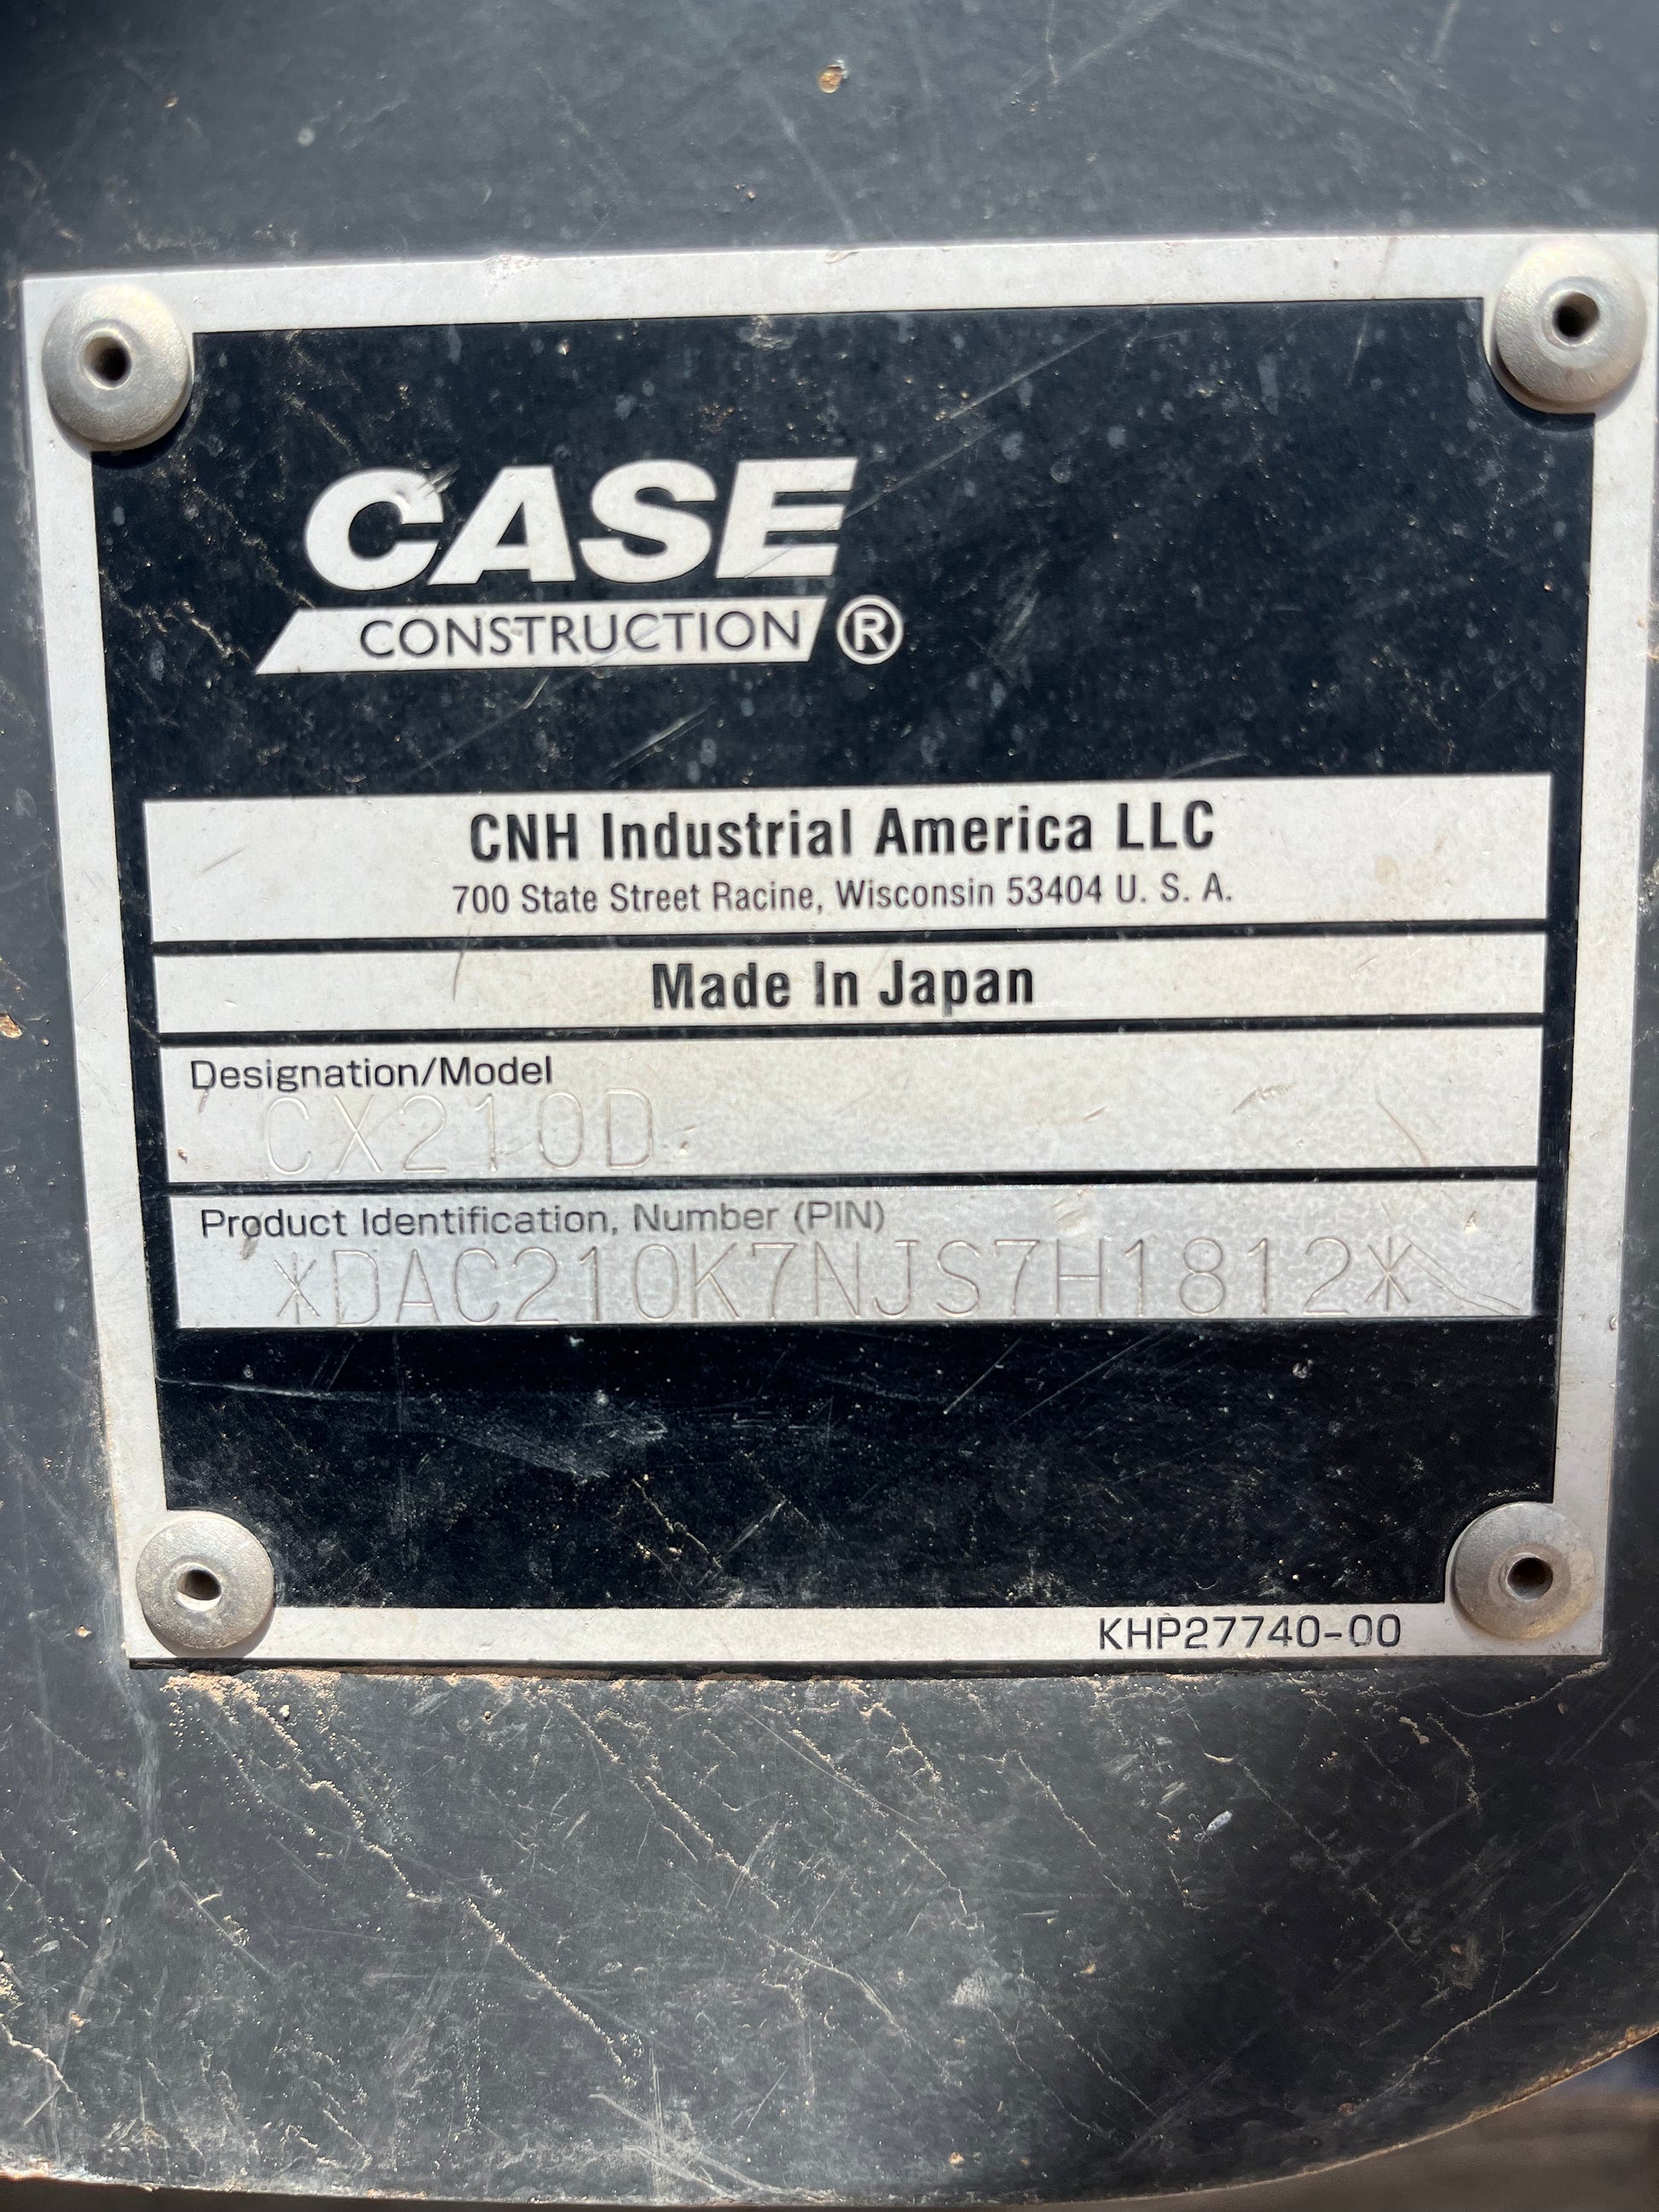 CASE
CONSTRUCTION ®
CNH Industrial America LLC
700 State Street Racine, Wisconsin 53404 U. S. A.
Made In Japan
Designation/Model
CX210D
Product Identification, Number (PIN)
*DAC210K7NJS7H1812*
KHP27740-00